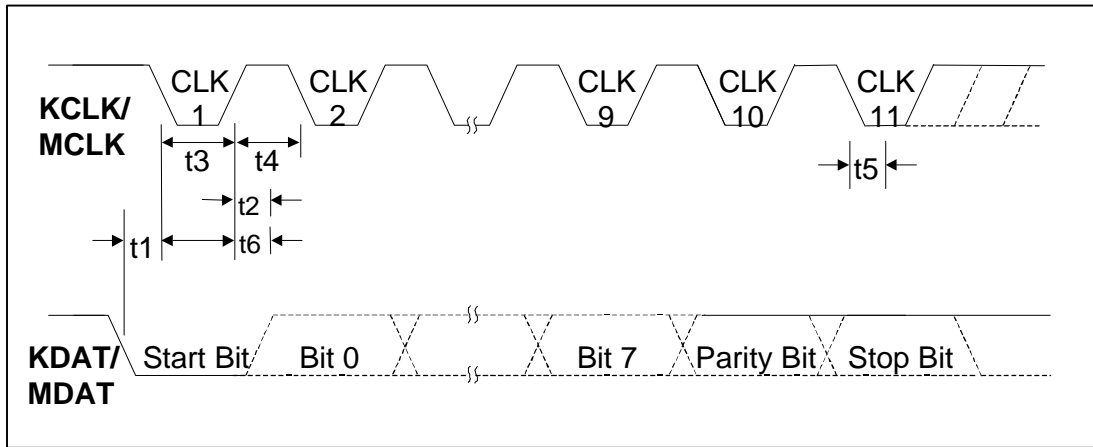 KCLK/
MCLK
CLK
1
CLK
2
CLK
9
CLK
10
CLK
11
t3
t4
t5
t2
t1
t6
KDAT/
MDAT
Start Bit
Bit 0
Bit 7
Parity Bit
Stop Bit